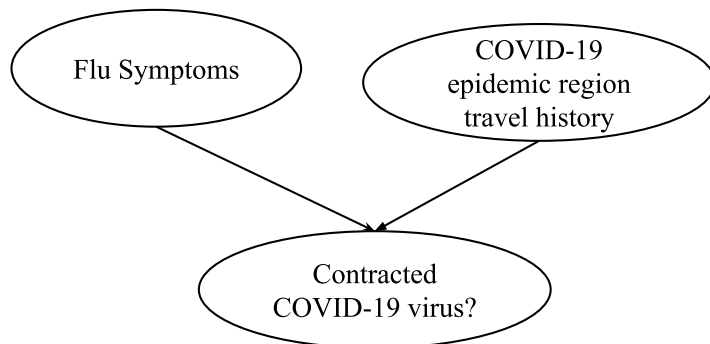 Flu Symptoms
COVID-19
epidemic region
travel history
Contracted
COVID-19 virus?